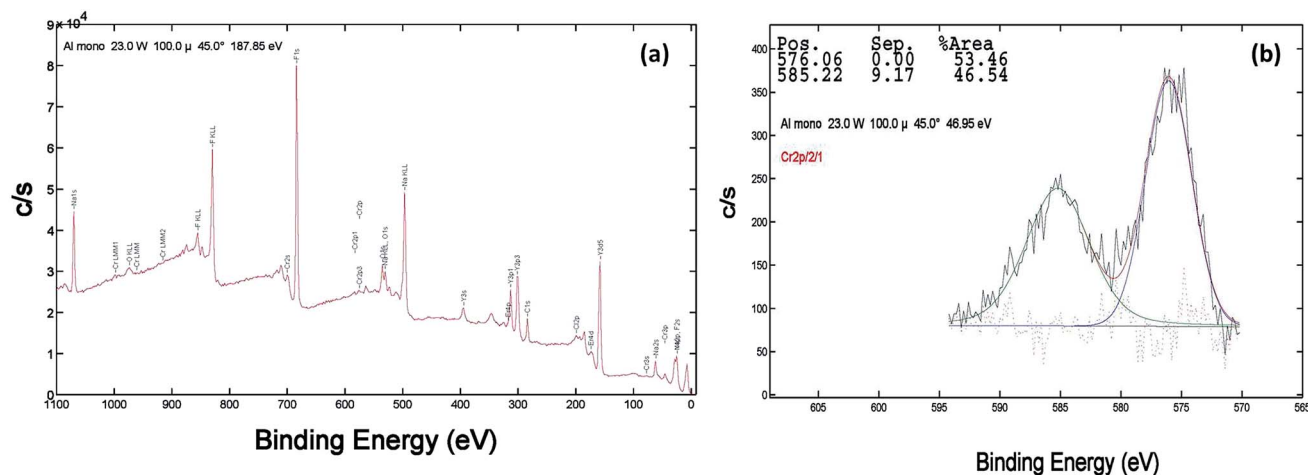 9 × 10^4
Al mono 23.0 W 100.0 μ 45.0° 187.85 eV
(a)
8
7
6
5
4
3
2
1
0
c/s
-Na1s
-Cr LMM1
-O KLL
-Cr LMM
-Cr LMM2
-F KLL
-F KLL
-Cr2s
-F1s
-Cr2p1
-Cr2p
-Cr2p3
-Na KLL
-Y3s
-Er4p
-Y3p1
-Y3p3
-C1s
-Cl2p
-Er4d
-Y3d5
-Cr3s
-Na2s
-Cr3p
1100 1000 900 800 700 600 500 400 300 200 100 0
Binding Energy (eV)
Pos. Sep. %Area
576.06 0.00 53.46
585.22 9.17 46.54
(b)
Al mono 23.0 W 100.0 μ 45.0° 46.95 eV
Cr2p/2/1
400
350
300
250
200
150
100
50
0
c/s
605 600 595 590 585 580 575 570 565
Binding Energy (eV)